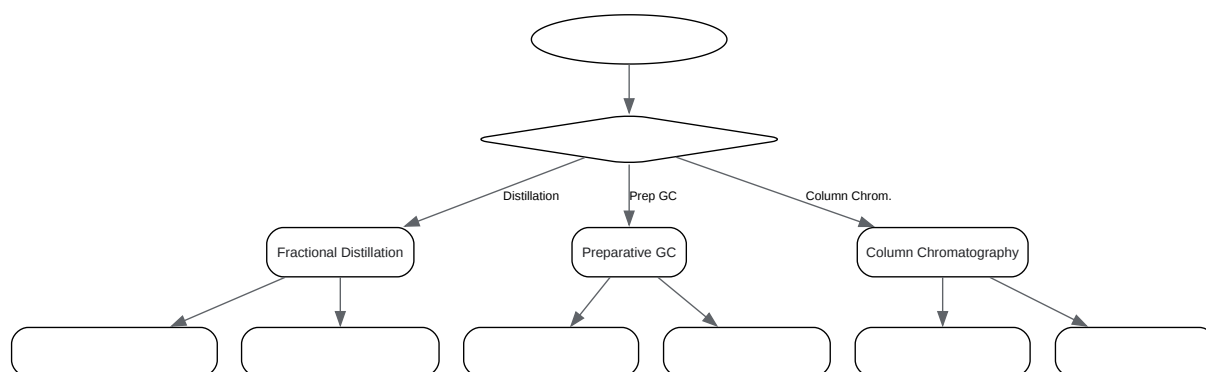 Distillation
Prep GC
Column Chrom.
Fractional Distillation
Preparative GC
Column Chromatography